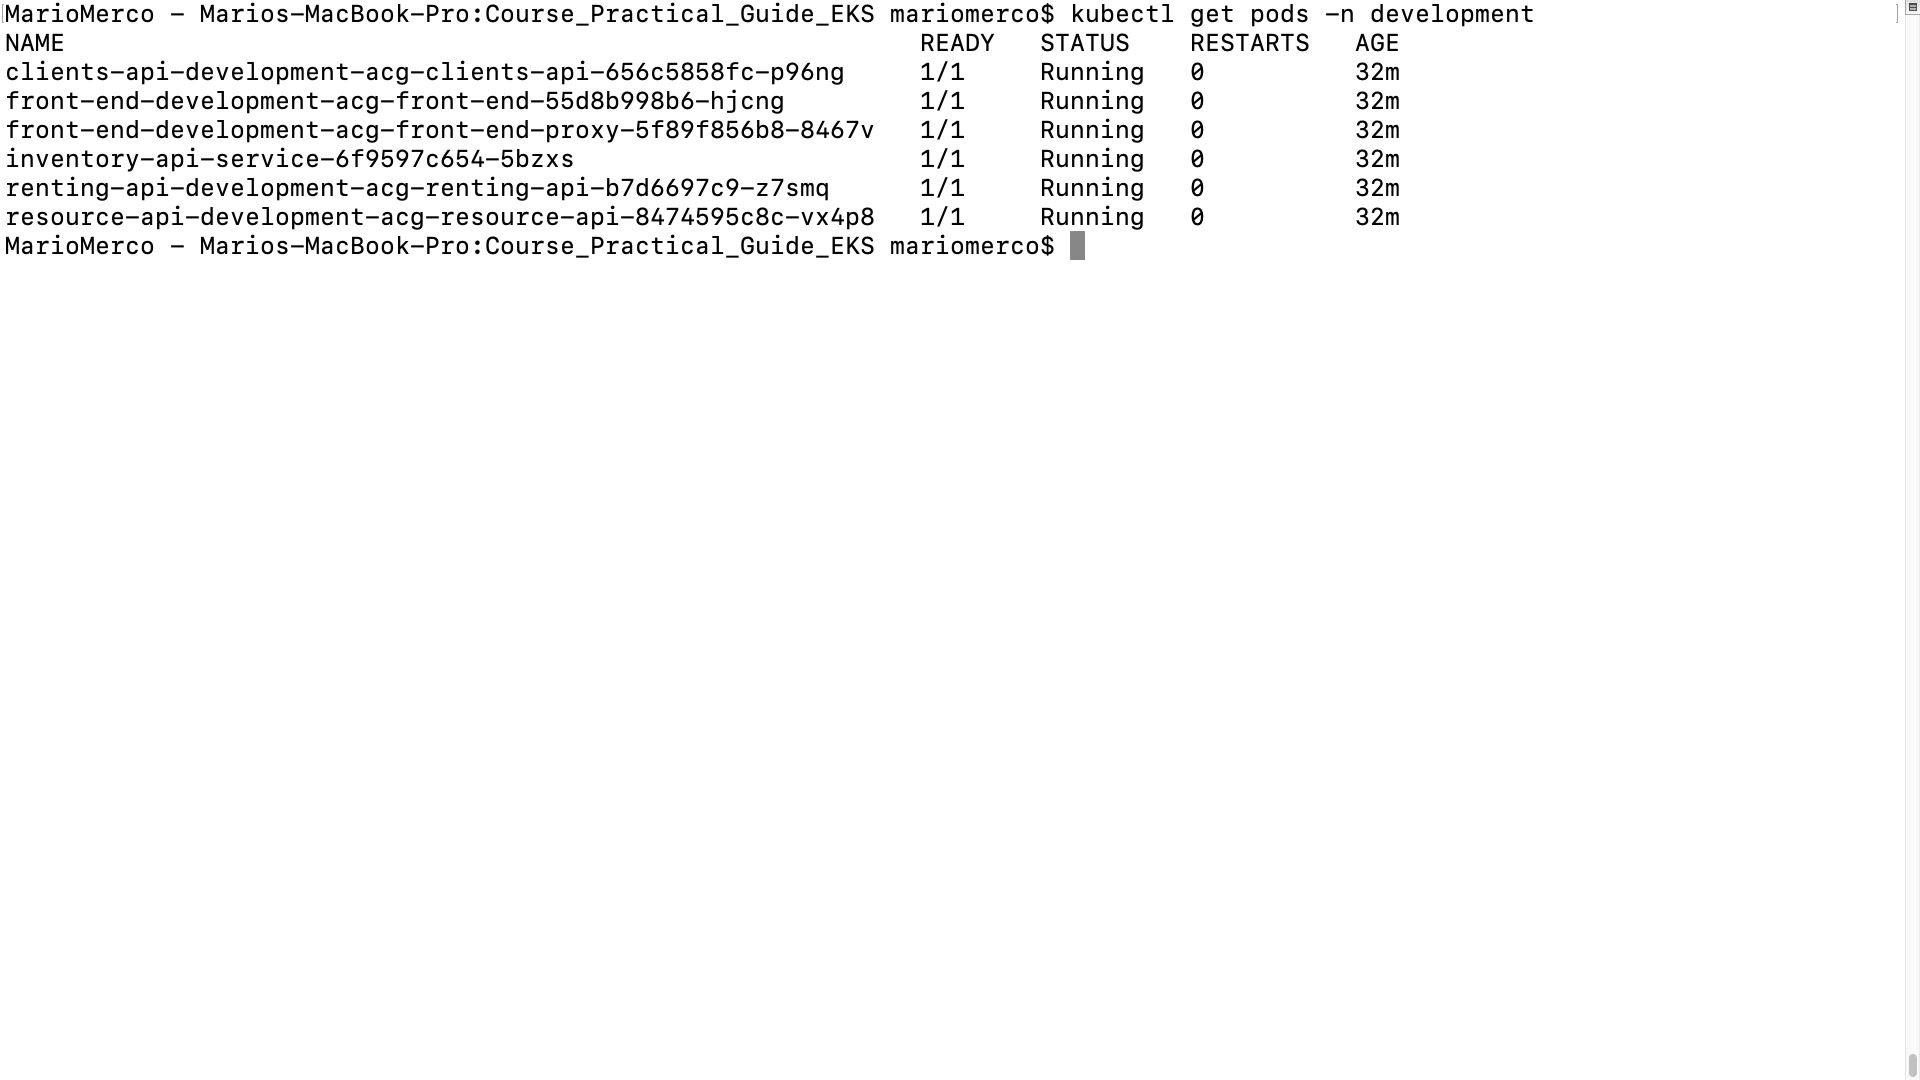 MarioMerco - Marios-MacBook-Pro:Course_Practical_Guide_EKS mariomerco$ kubectl get pods -n development
NAME READY STATUS RESTARTS AGE
clients-api-development-acg-clients-api-656c5858fc-p96ng 1/1 Running 0 32m
front-end-development-acg-front-end-55d8b998b6-hjcng 1/1 Running 0 32m
front-end-development-acg-front-end-proxy-5f89f856b8-8467v 1/1 Running 0 32m
inventory-api-service-6f9597c654-5bzxs 1/1 Running 0 32m
renting-api-development-acg-renting-api-b7d6697c9-z7smq 1/1 Running 0 32m
resource-api-development-acg-resource-api-8474595c8c-vx4p8 1/1 Running 0 32m
MarioMerco - Marios-MacBook-Pro:Course_Practical_Guide_EKS mariomerco$